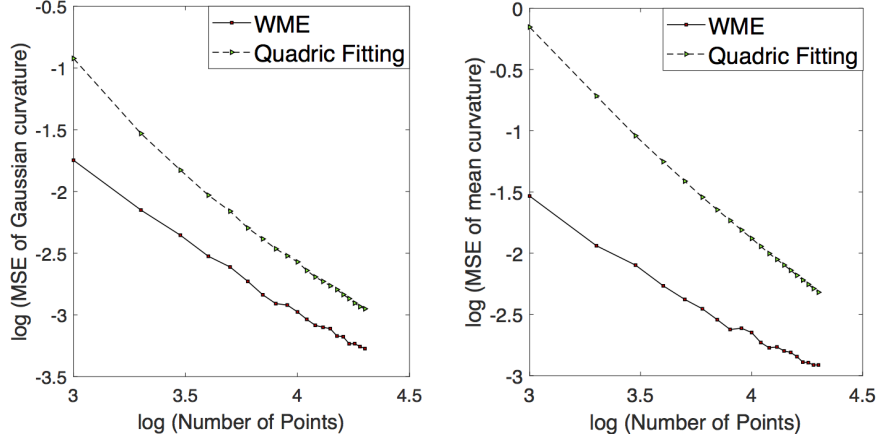 -0.5
-1
-1.5
-2
-2.5
-3
-3.5
3
3.5
4
4.5
log (MSE of Gaussian curvature)
log (Number of Points)
WME
Quadric Fitting
0
-0.5
-1
-1.5
-2
-2.5
-3
3
3.5
4
4.5
log (MSE of mean curvature)
log (Number of Points)
WME
Quadric Fitting